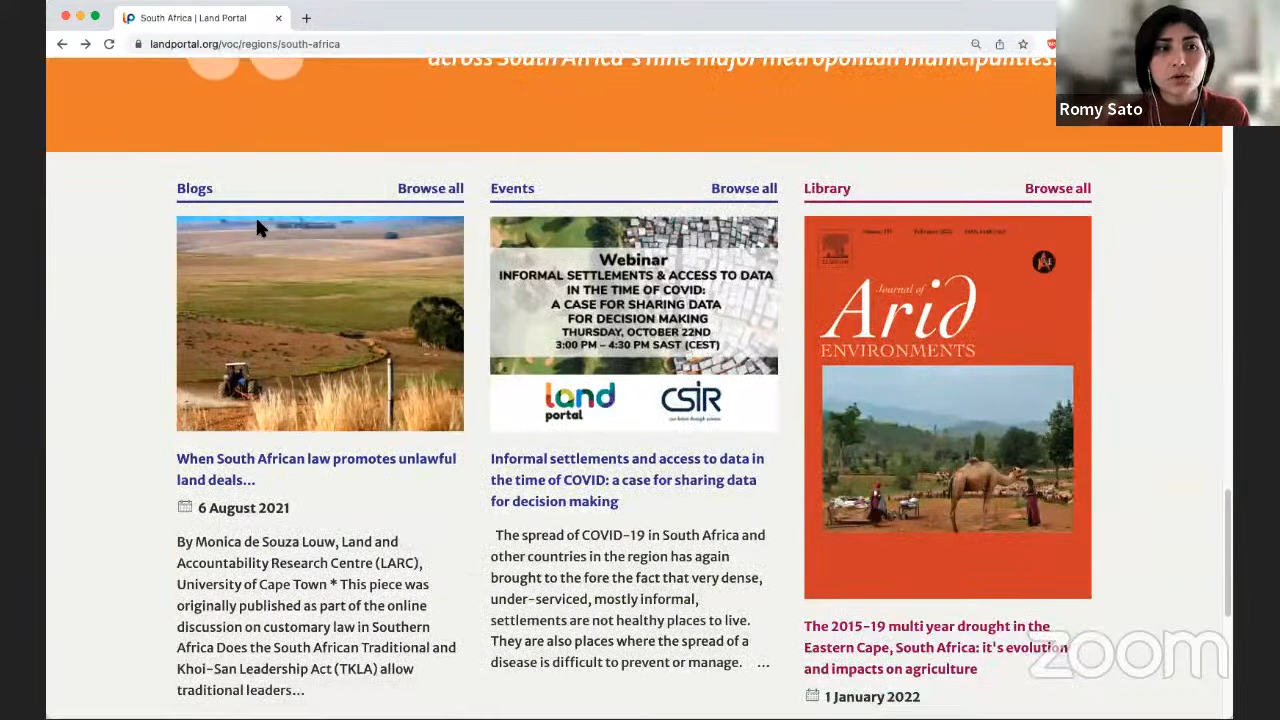 South Africa | Land Portal
landportal.org/voc/regions/south-africa
across South Africa's nine major metropolitan municipalities.
Romy Sato
Blogs
Browse all
When South African law promotes unlawful
land deals...
6 August 2021
By Monica de Souza Louw, Land and
Accountability Research Centre (LARC),
University of Cape Town * This piece was
originally published as part of the online
discussion on customary law in Southern
Africa Does the South African Traditional and
Khoi-San Leadership Act (TKLA) allow
traditional leaders...
Events
Browse all
Webinar
INFORMAL SETTLEMENTS & ACCESS TO DATA
IN THE TIME OF COVID:
A CASE FOR SHARING DATA
FOR DECISION MAKING
THURSDAY, OCTOBER 22ND
3:00 PM – 4:30 PM SAST (CEST)
land
portal
CSIR
Informal settlements and access to data in
the time of COVID: a case for sharing data
for decision making
The spread of COVID-19 in South Africa and
other countries in the region has again
brought to the fore the fact that very dense,
under-serviced, mostly informal,
settlements are not healthy places to live.
They are also places where the spread of a
disease is difficult to prevent or manage. ...
Library
Browse all
Journal of
Arid
ENVIRONMENTS
The 2015-19 multi year drought in the
Eastern Cape, South Africa: it's evolution
and impacts on agriculture
1 January 2022
zoom